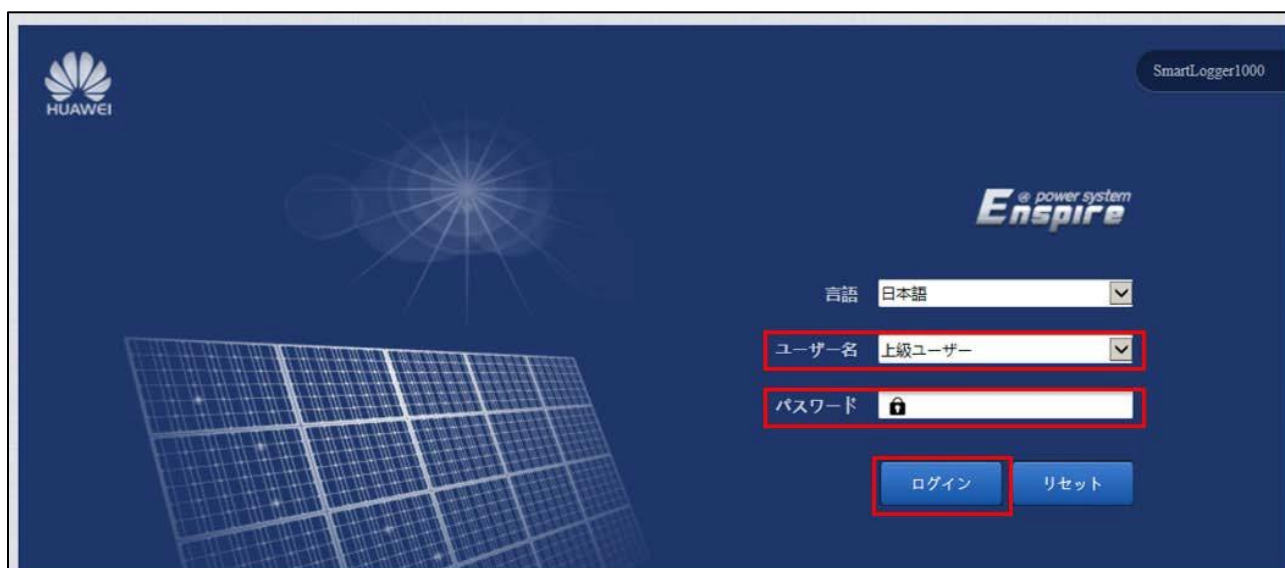 HUAWEI
SmartLogger1000
Enspire power system
言語 日本語
ユーザー名 上級ユーザー
パスワード
ログイン リセット